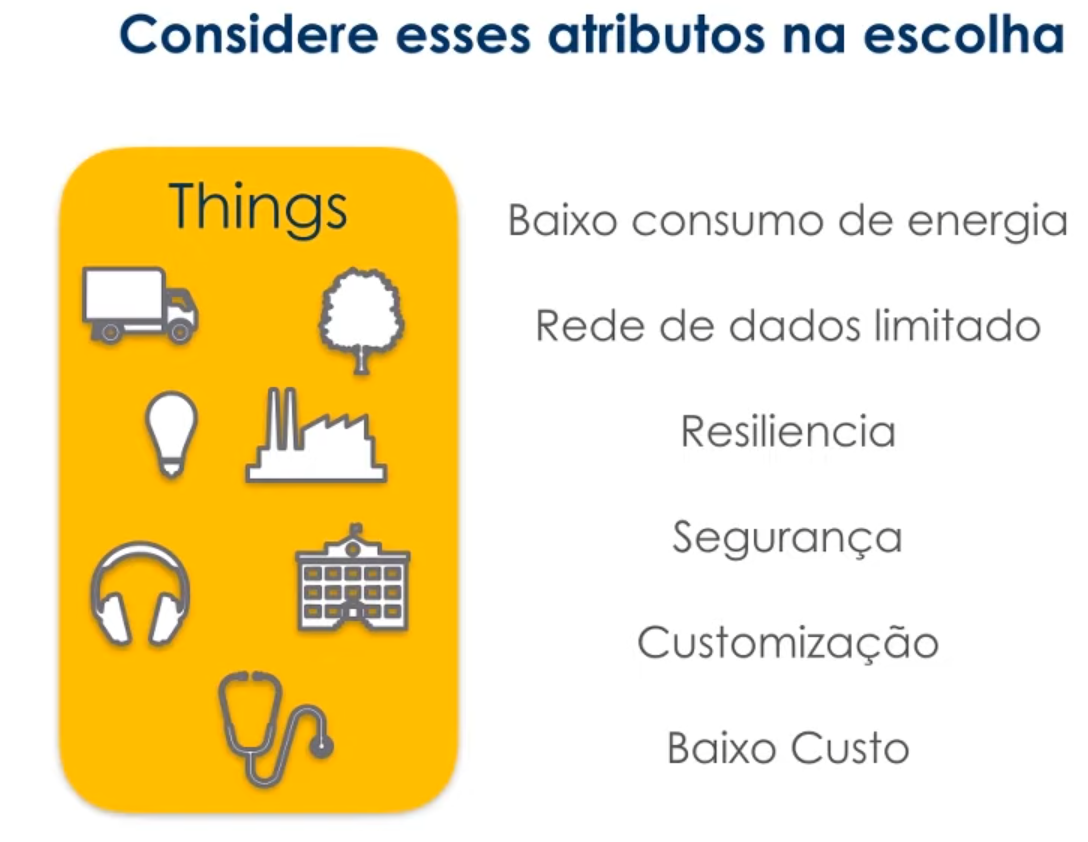 Considere esses atributos na escolha
Things
Baixo consumo de energia
Rede de dados limitado
Resiliencia
Segurança
Customização
Baixo Custo